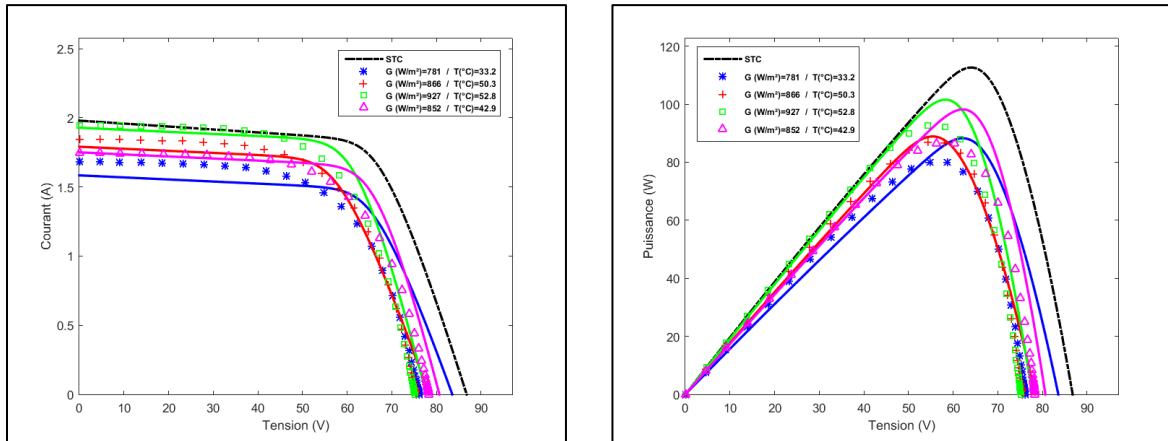 2.5
2
1.5
1
0.5
0
0 10 20 30 40 50 60 70 80 90
Courant (A)
Tension (V)
STC
G (W/m²)=781 / T(°C)=33.2
G (W/m²)=866 / T(°C)=50.3
G (W/m²)=927 / T(°C)=52.8
G (W/m²)=852 / T(°C)=42.9
120
100
80
60
40
20
0
0 10 20 30 40 50 60 70 80 90
Puissance (W)
Tension (V)
STC
G (W/m²)=781 / T(°C)=33.2
G (W/m²)=866 / T(°C)=50.3
G (W/m²)=927 / T(°C)=52.8
G (W/m²)=852 / T(°C)=42.9